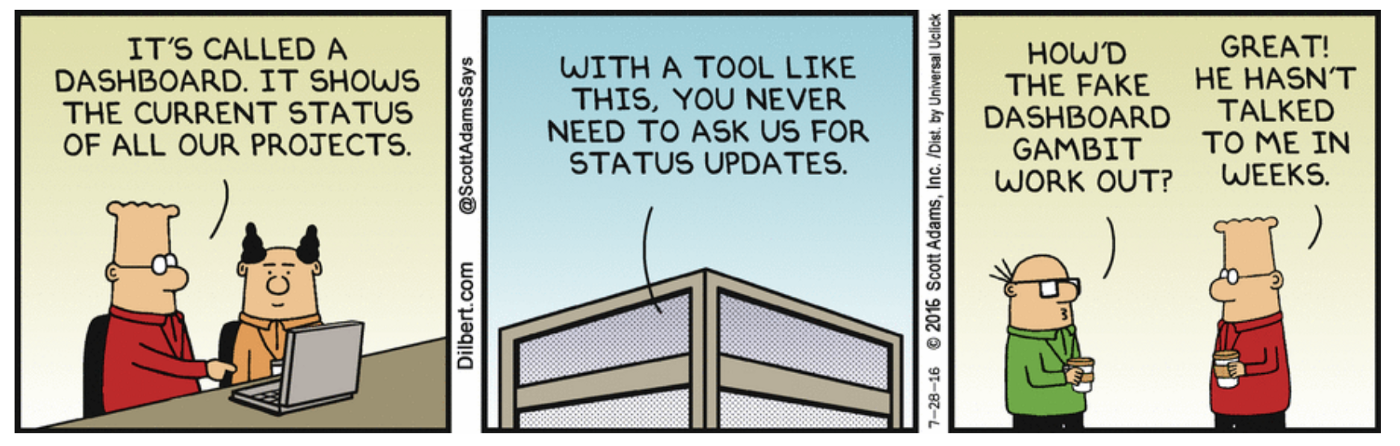 IT'S CALLED A
DASHBOARD. IT SHOWS
THE CURRENT STATUS
OF ALL OUR PROJECTS.
Dilbert.com @ScottAdamsSays
WITH A TOOL LIKE
THIS, YOU NEVER
NEED TO ASK US FOR
STATUS UPDATES.
7-28-16 © 2016 Scott Adams, Inc. /Dist. by Universal Uclick
HOW'D
THE FAKE
DASHBOARD
GAMBIT
WORK OUT?
GREAT!
HE HASN'T
TALKED
TO ME IN
WEEKS.